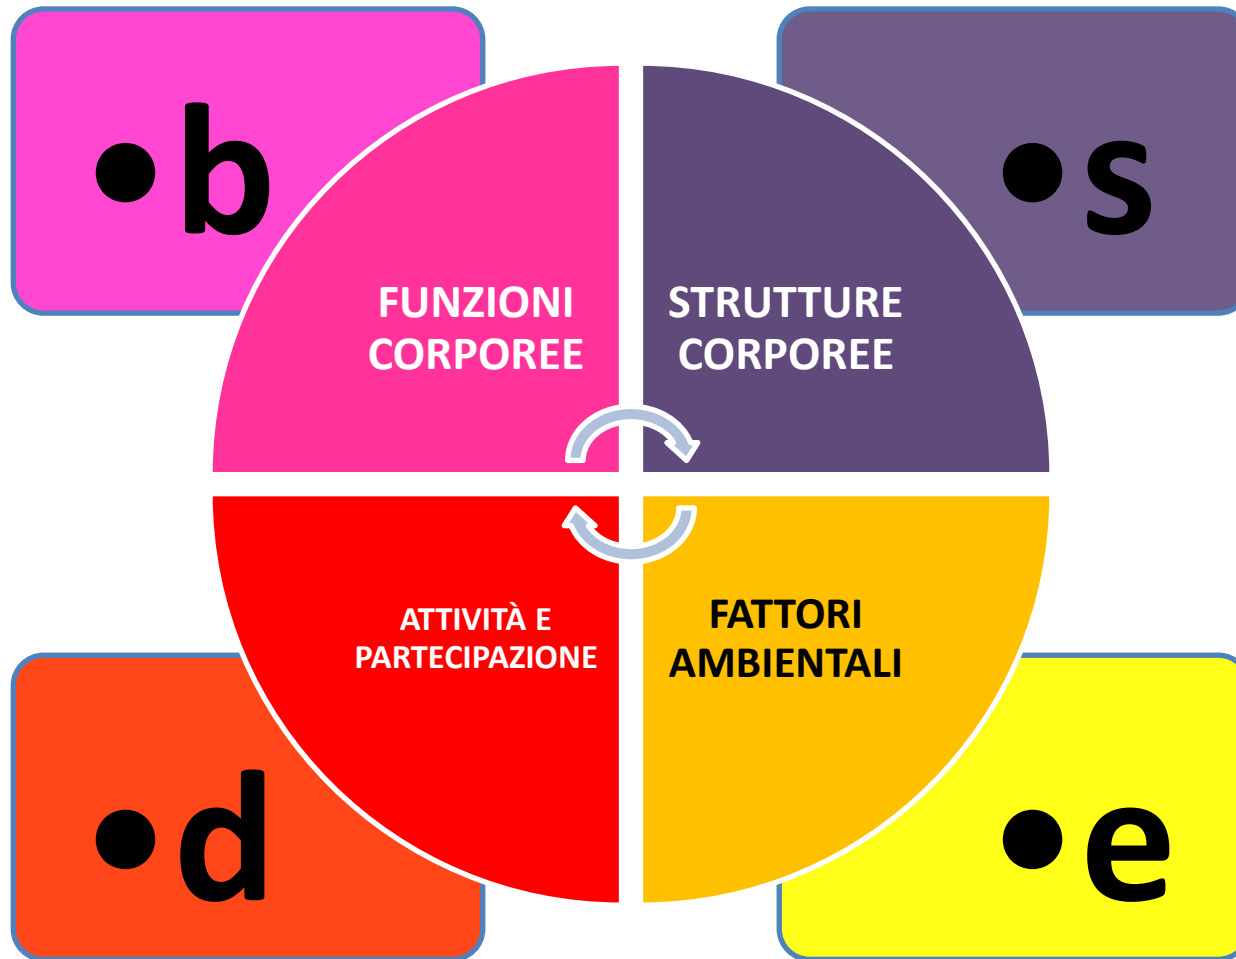 •b
•s
FUNZIONI
CORPOREE
STRUTTURE
CORPOREE
ATTIVITÀ E
PARTECIPAZIONE
FATTORI
AMBIENTALI
•d
•e